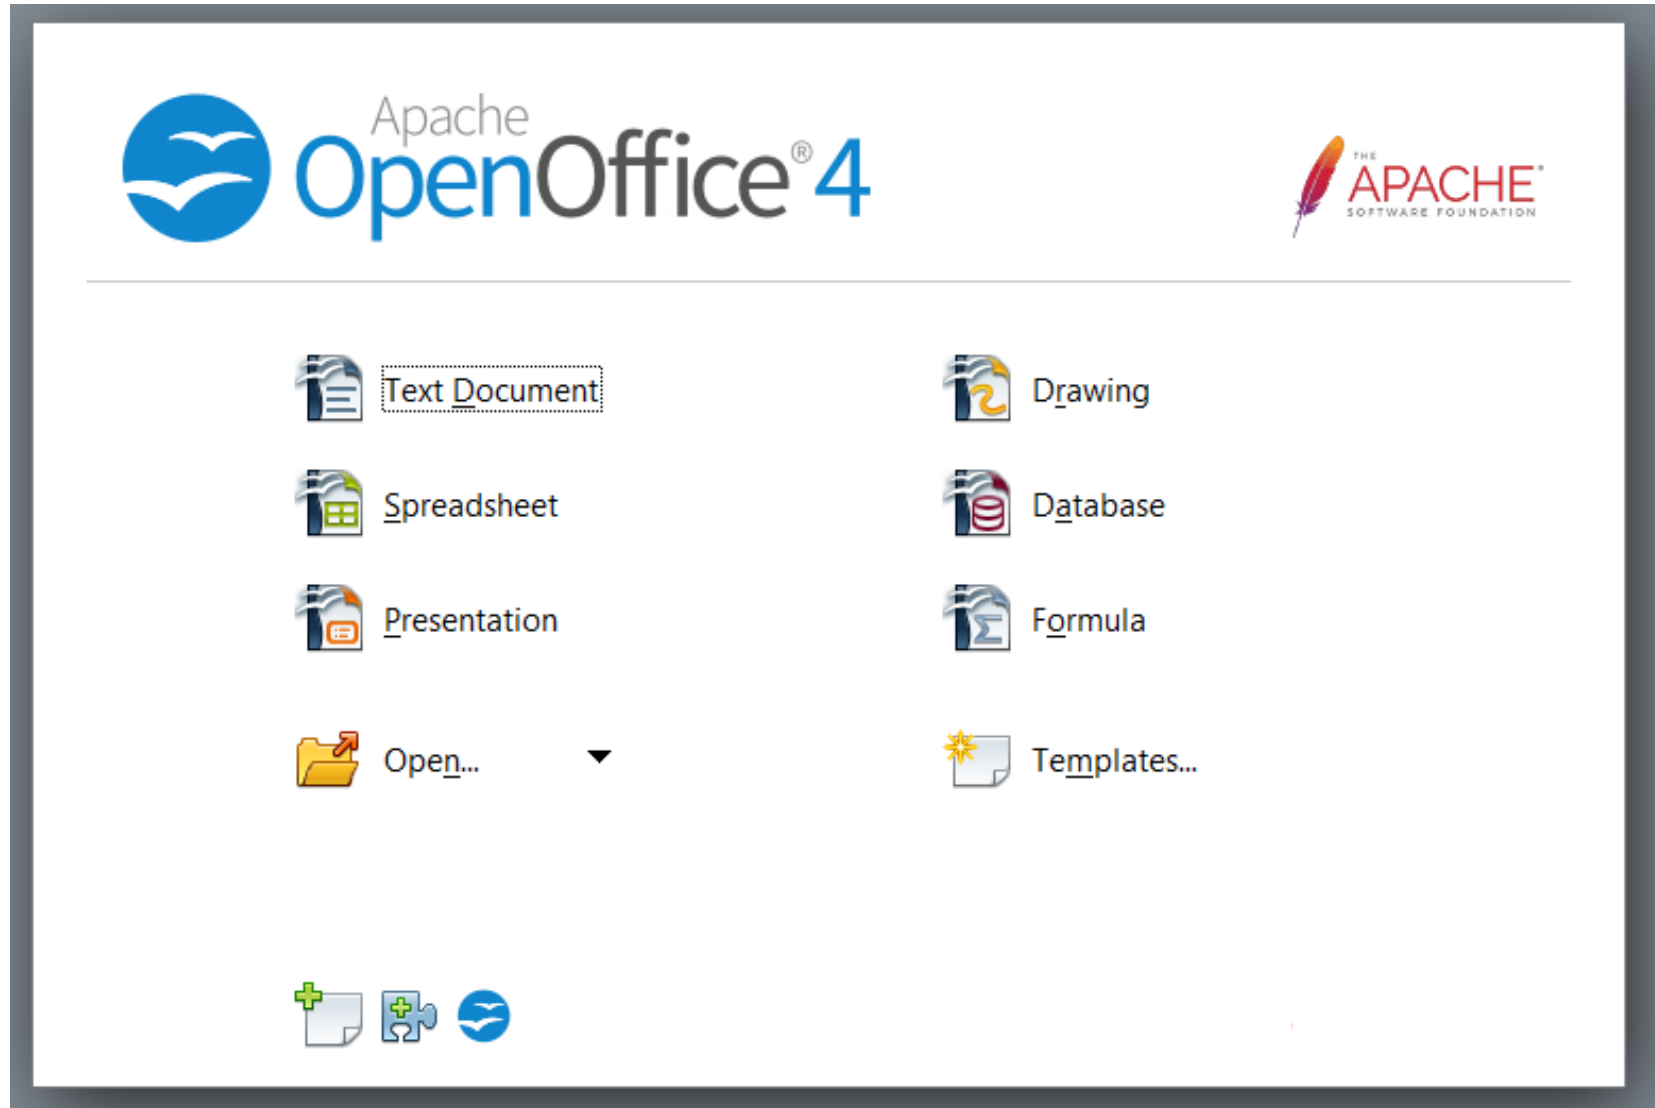 Apache
OpenOffice®4
THE
APACHE®
SOFTWARE FOUNDATION
Text Document
Drawing
Spreadsheet
Database
Presentation
Formula
Open...
Templates...